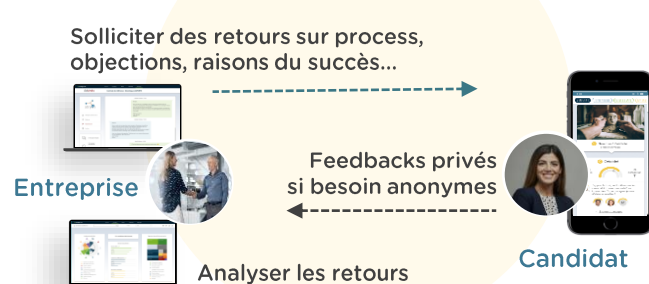 Solliciter des retours sur process,
objections, raisons du succès...
Entreprise
Feedbacks privés
si besoin anonymes
Candidat
Analyser les retours